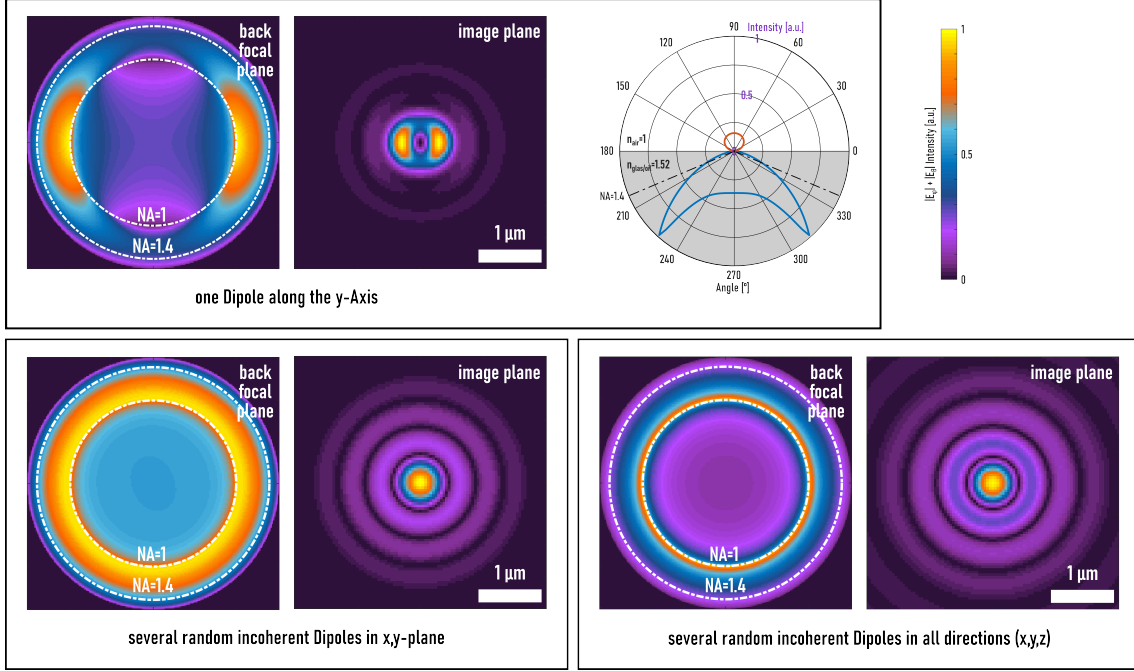 back
focal
plane
NA=1
NA=1.4
image plane
1 µm
90
Intensity [a.u.]
1
120
60
150
0.5
30
n_air=1
180
0
n_glas/oil=1.52
NA=1.4
210
330
240
300
270
Angle [°]
one Dipole along the y-Axis
1
0.5
0
Intensity [a.u.]
back
focal
plane
NA=1
NA=1.4
image plane
1 µm
several random incoherent Dipoles in x,y-plane
back
focal
plane
NA=1
NA=1.4
image plane
1 µm
several random incoherent Dipoles in all directions (x,y,z)